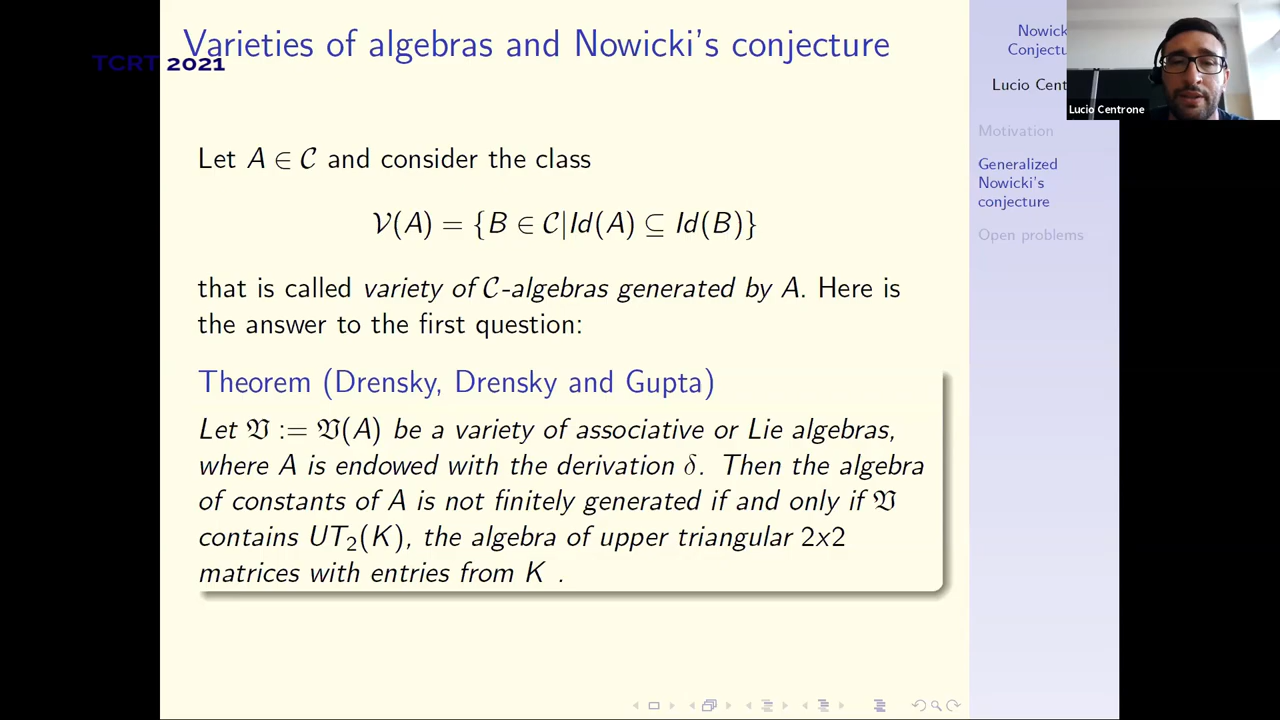 Varieties of algebras and Nowicki's conjecture
TCRT 2021
Let A ∈ 𝒞 and consider the class
𝒱(A) = {B ∈ 𝒞|Id(A) ⊆ Id(B)}
that is called variety of 𝒞-algebras generated by A. Here is
the answer to the first question:
Theorem (Drensky, Drensky and Gupta)
Let 𝔙 := 𝔙(A) be a variety of associative or Lie algebras,
where A is endowed with the derivation δ. Then the algebra
of constants of A is not finitely generated if and only if 𝔙
contains UT₂(K), the algebra of upper triangular 2x2
matrices with entries from K .
Nowick
Conjectu
Lucio Cent
Lucio Centrone
Motivation
Generalized
Nowicki's
conjecture
Open problems